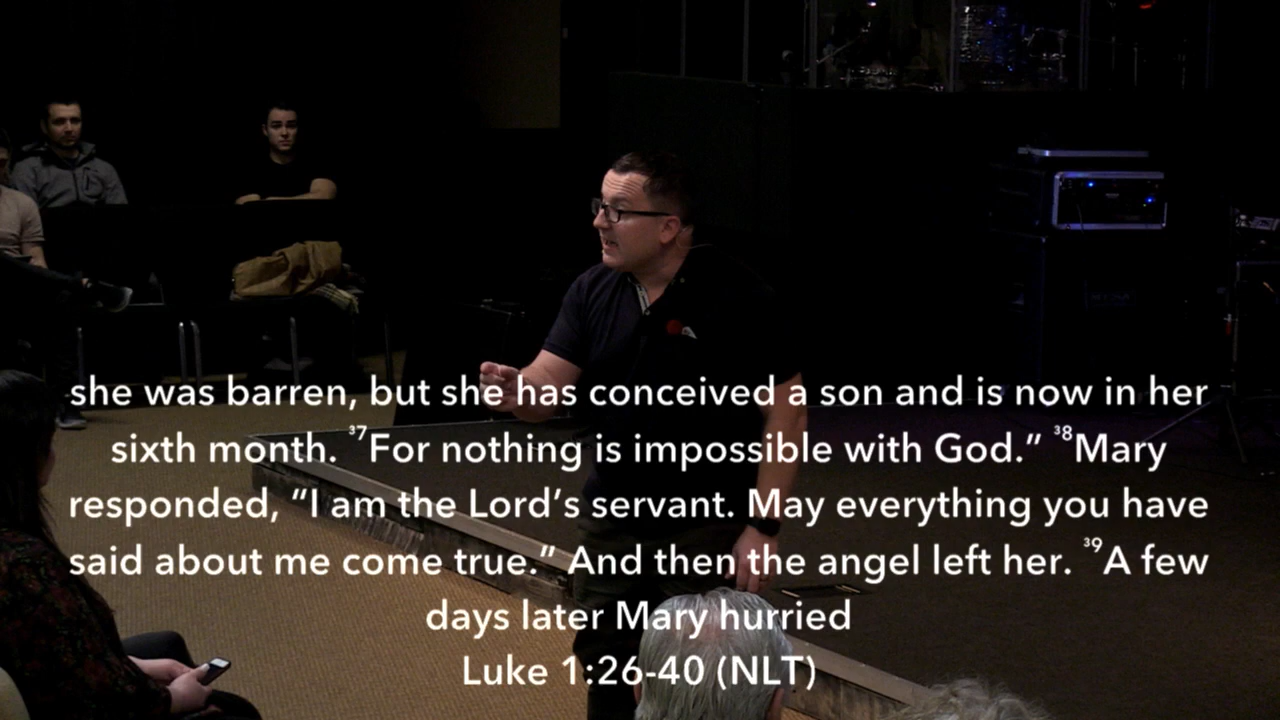 she was barren, but she has conceived a son and is now in her
sixth month. ³⁷For nothing is impossible with God.” ³⁸Mary
responded, “I am the Lord’s servant. May everything you have
said about me come true.” And then the angel left her. ³⁹A few
days later Mary hurried
Luke 1:26-40 (NLT)